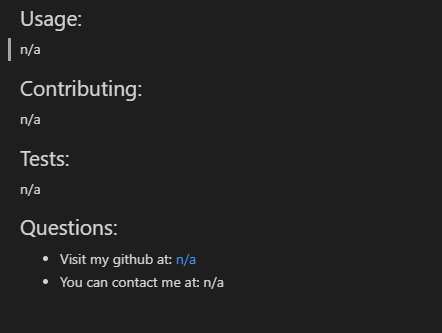 Usage:
n/a
Contributing:
n/a
Tests:
n/a
Questions:
Visit my github at: n/a
You can contact me at: n/a